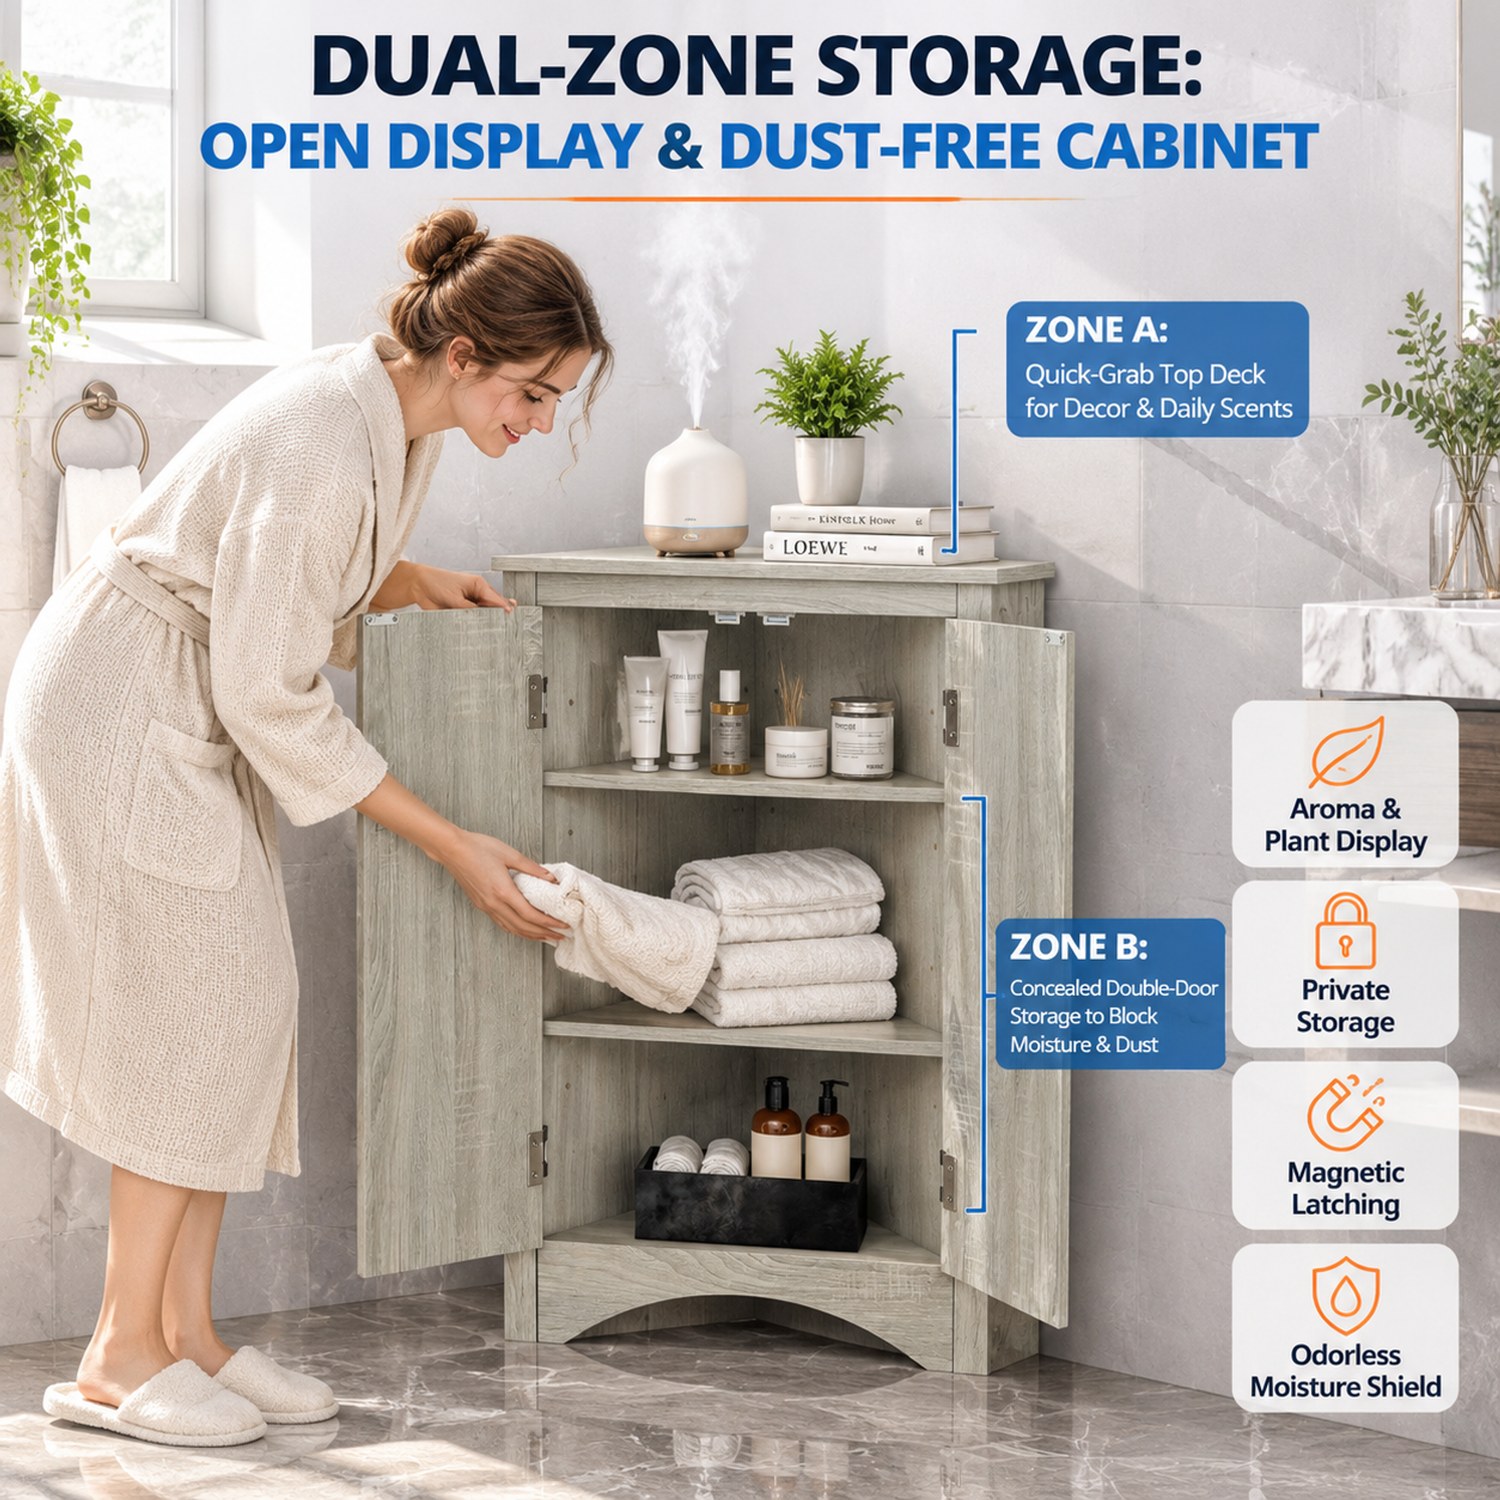 DUAL-ZONE STORAGE:
OPEN DISPLAY & DUST-FREE CABINET
ZONE A:
Quick-Grab Top Deck
for Decor & Daily Scents
LOEWE
ZONE B:
Concealed Double-Door
Storage to Block
Moisture & Dust
Aroma &
Plant Display
Private
Storage
Magnetic
Latching
Odorless
Moisture Shield